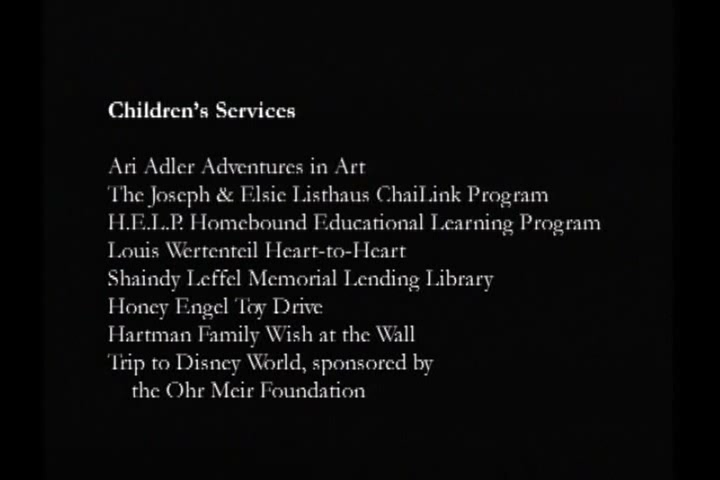 Children's Services
Ari Adler Adventures in Art
The Joseph & Elsie Listhaus ChaiLink Program
H.E.L.P. Homebound Educational Learning Program
Louis Wertenteil Heart-to-Heart
Shaindy Leffel Memorial Lending Library
Honey Engel Toy Drive
Hartman Family Wish at the Wall
Trip to Disney World, sponsored by
the Ohr Meir Foundation